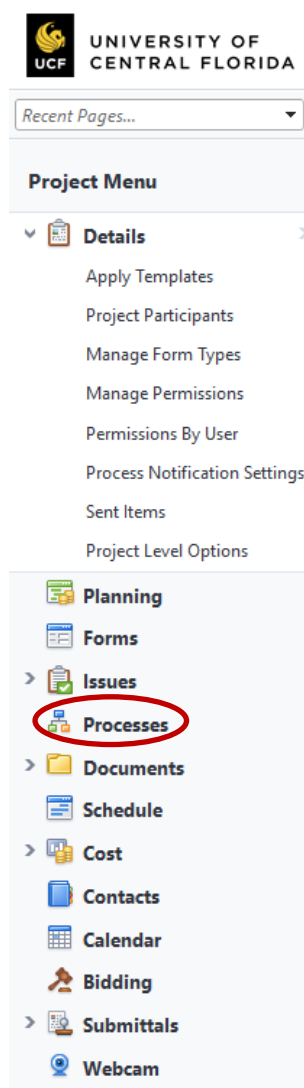 UCF
UNIVERSITY OF
CENTRAL FLORIDA
Recent Pages...
Project Menu
Details
Apply Templates
Project Participants
Manage Form Types
Manage Permissions
Permissions By User
Process Notification Settings
Sent Items
Project Level Options
Planning
Forms
Issues
Processes
Documents
Schedule
Cost
Contacts
Calendar
Bidding
Submittals
Webcam